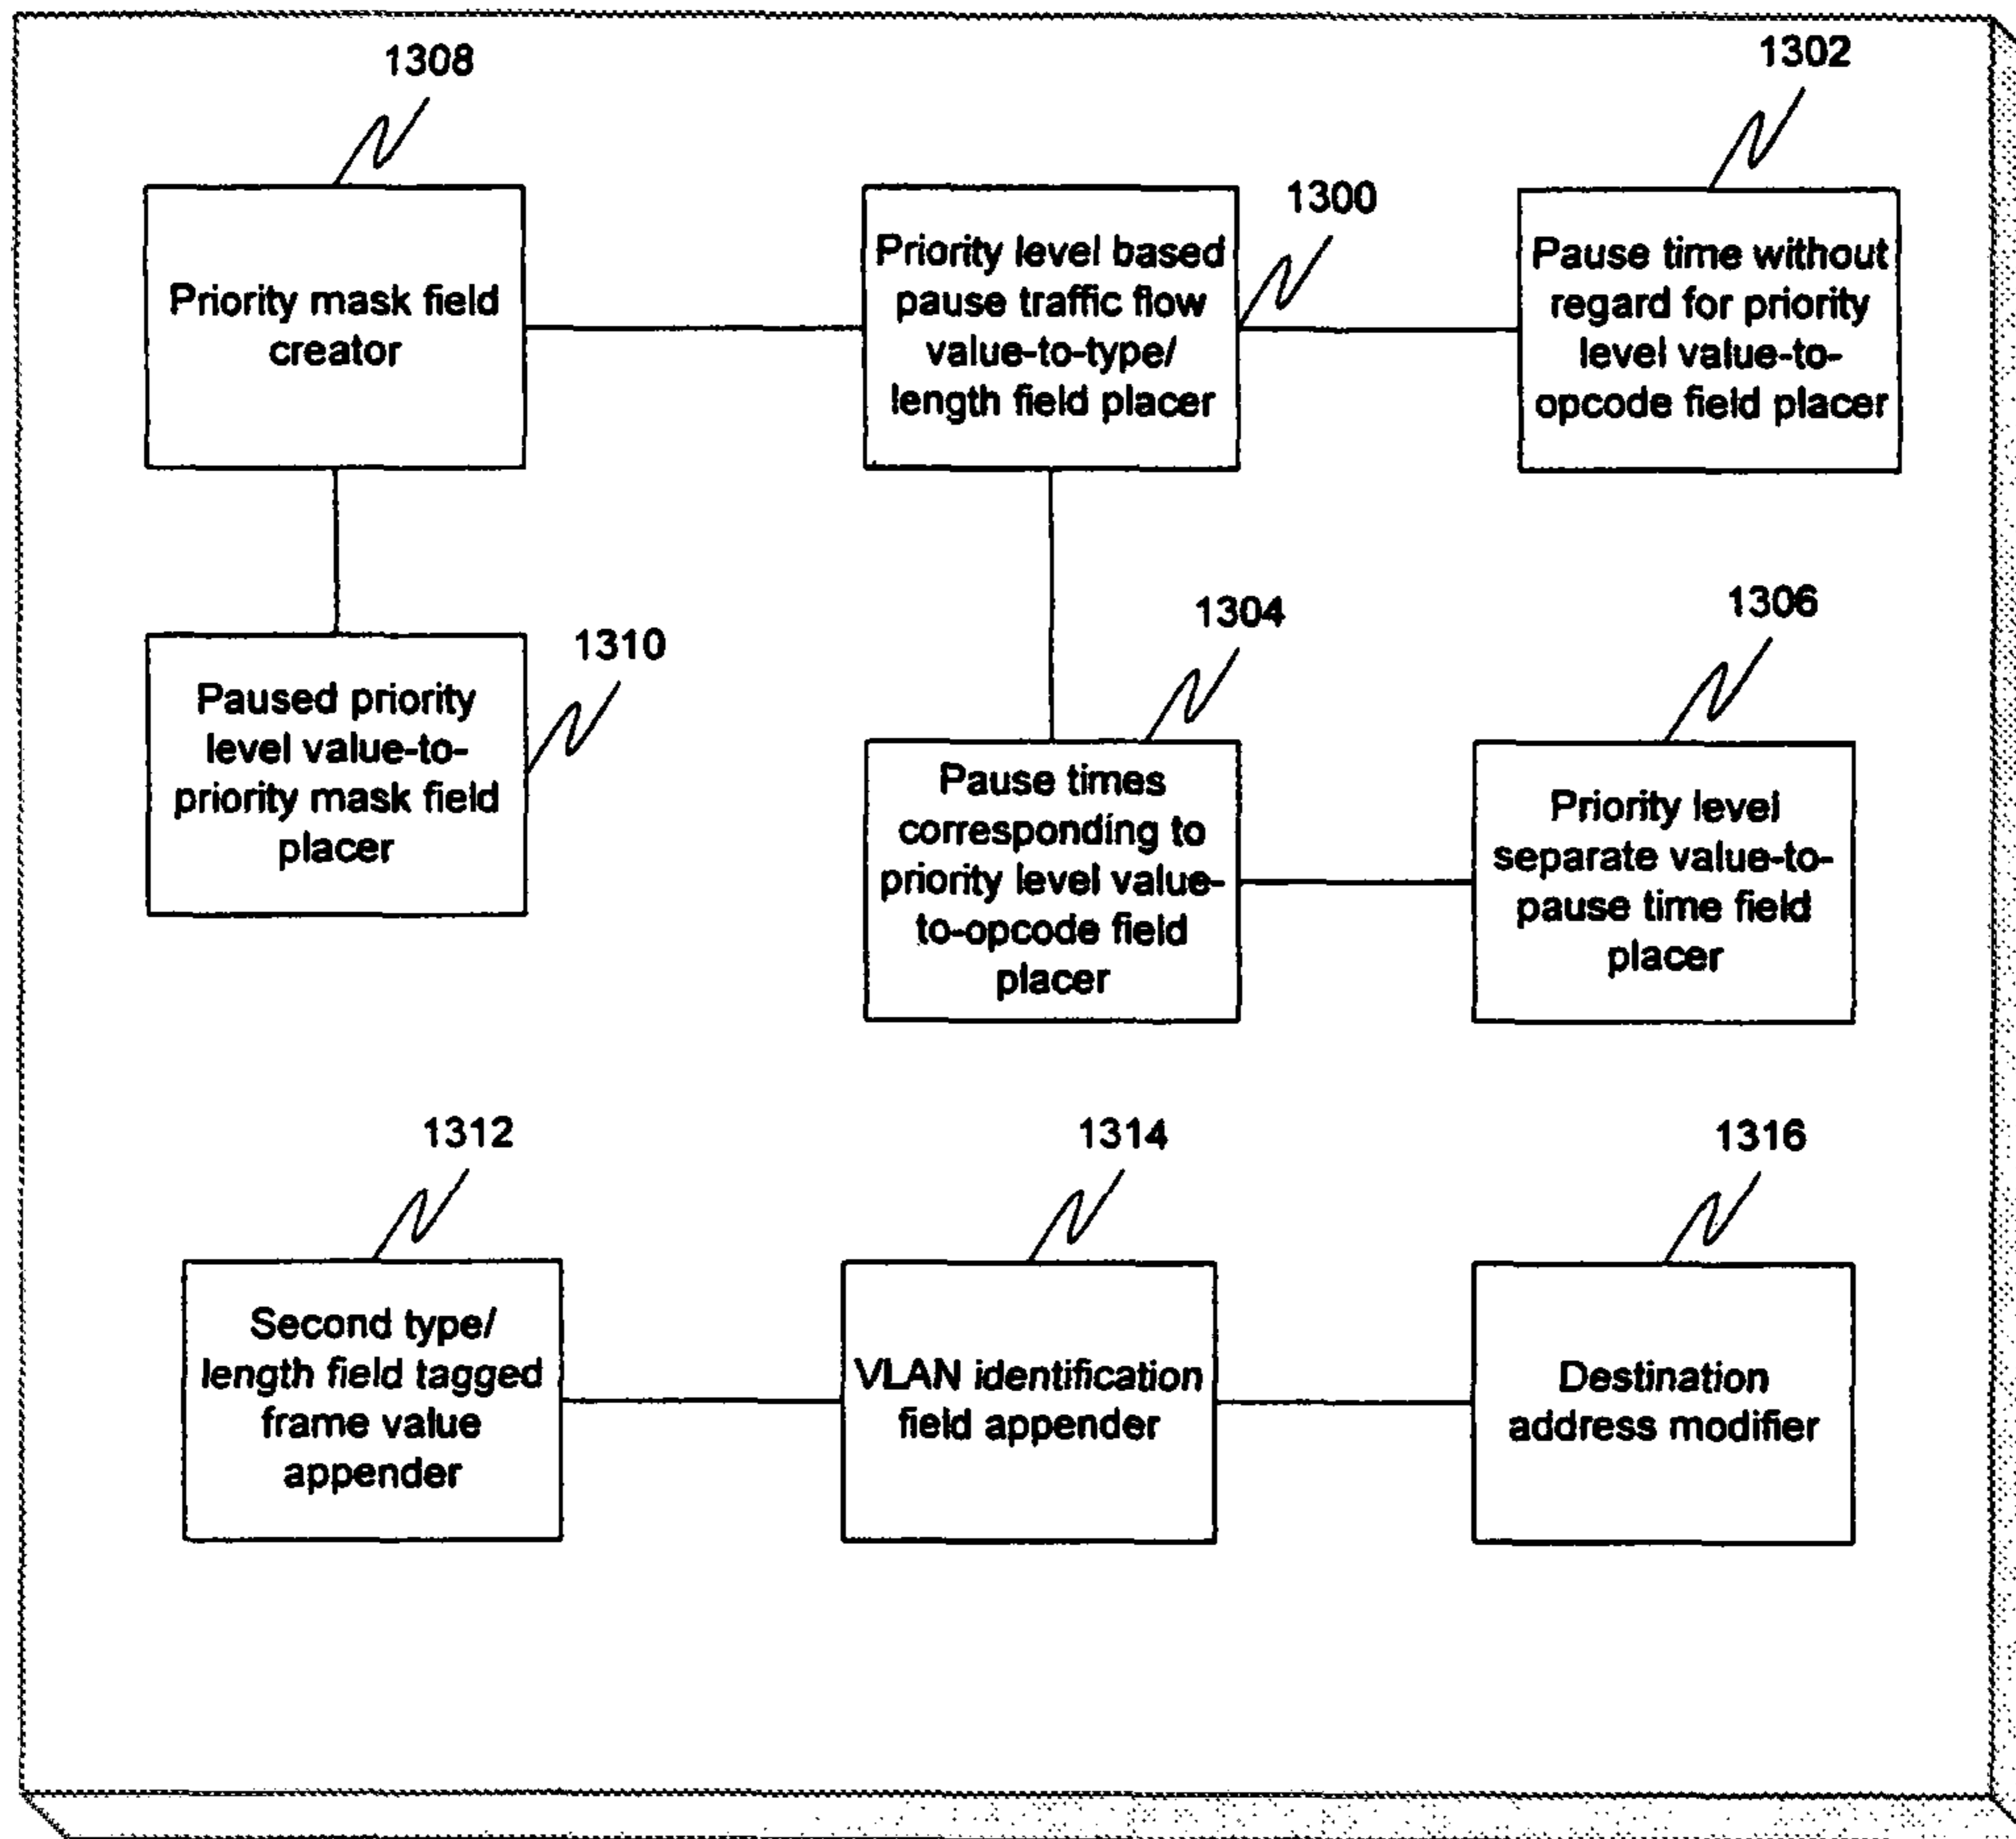 1308
1302
1300
Priority mask field
creator
Priority level based
pause traffic flow
value-to-type/
length field placer
Pause time without
regard for priority
level value-to-
opcode field placer
1310
1304
1306
Paused priority
level value-to-
priority mask field
placer
Pause times
corresponding to
priority level value-
to-opcode field
placer
Priority level
separate value-to-
pause time field
placer
1312
1314
1316
Second type/
length field tagged
frame value
appender
VLAN identification
field appender
Destination
address modifier